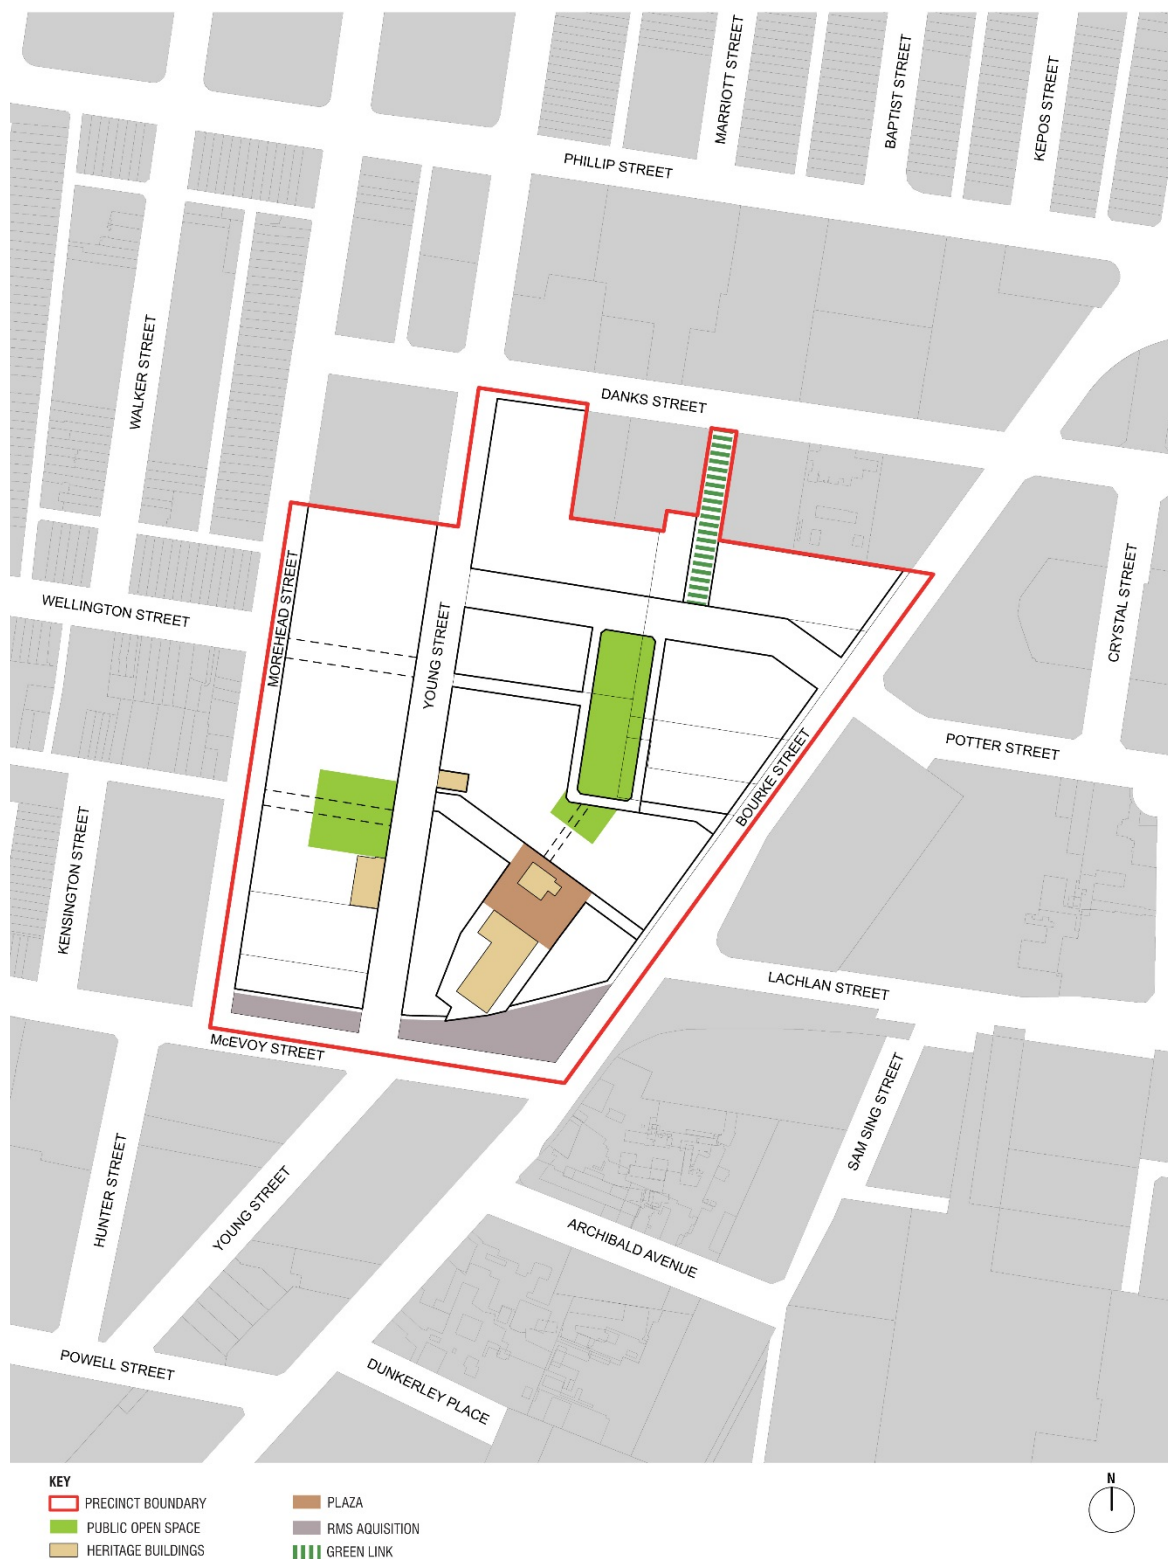 MARRIOTT STREET
BAPTIST STREET
KEPOS STREET
PHILLIP STREET
WALKER STREET
DANKS STREET
CRYSTAL STREET
MOREHEAD STREET
WELLINGTON STREET
YOUNG STREET
POTTER STREET
BOURKE STREET
KENSINGTON STREET
LACHLAN STREET
McEVOY STREET
SAM SING STREET
HUNTER STREET
YOUNG STREET
ARCHIBALD AVENUE
POWELL STREET
DUNKERLEY PLACE
KEY
PRECINCT BOUNDARY
PUBLIC OPEN SPACE
HERITAGE BUILDINGS
PLAZA
RMS AQUISITION
GREEN LINK
N